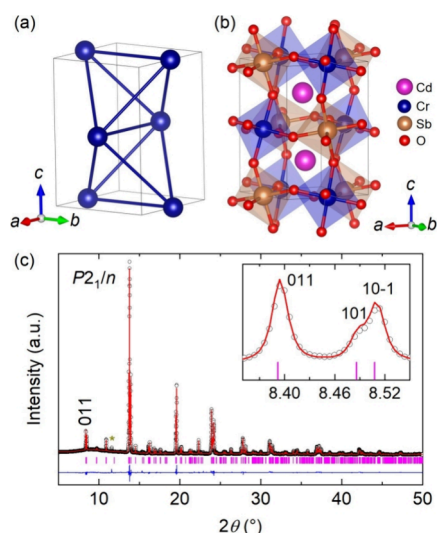 (a)
(b)
Cd
Cr
Sb
O
c
a
b
c
a
b
(c)
P2₁/n
011
*
Intensity (a.u.)
011
101
10-1
8.40
8.46
8.52
10
20
30
40
50
2θ (°)